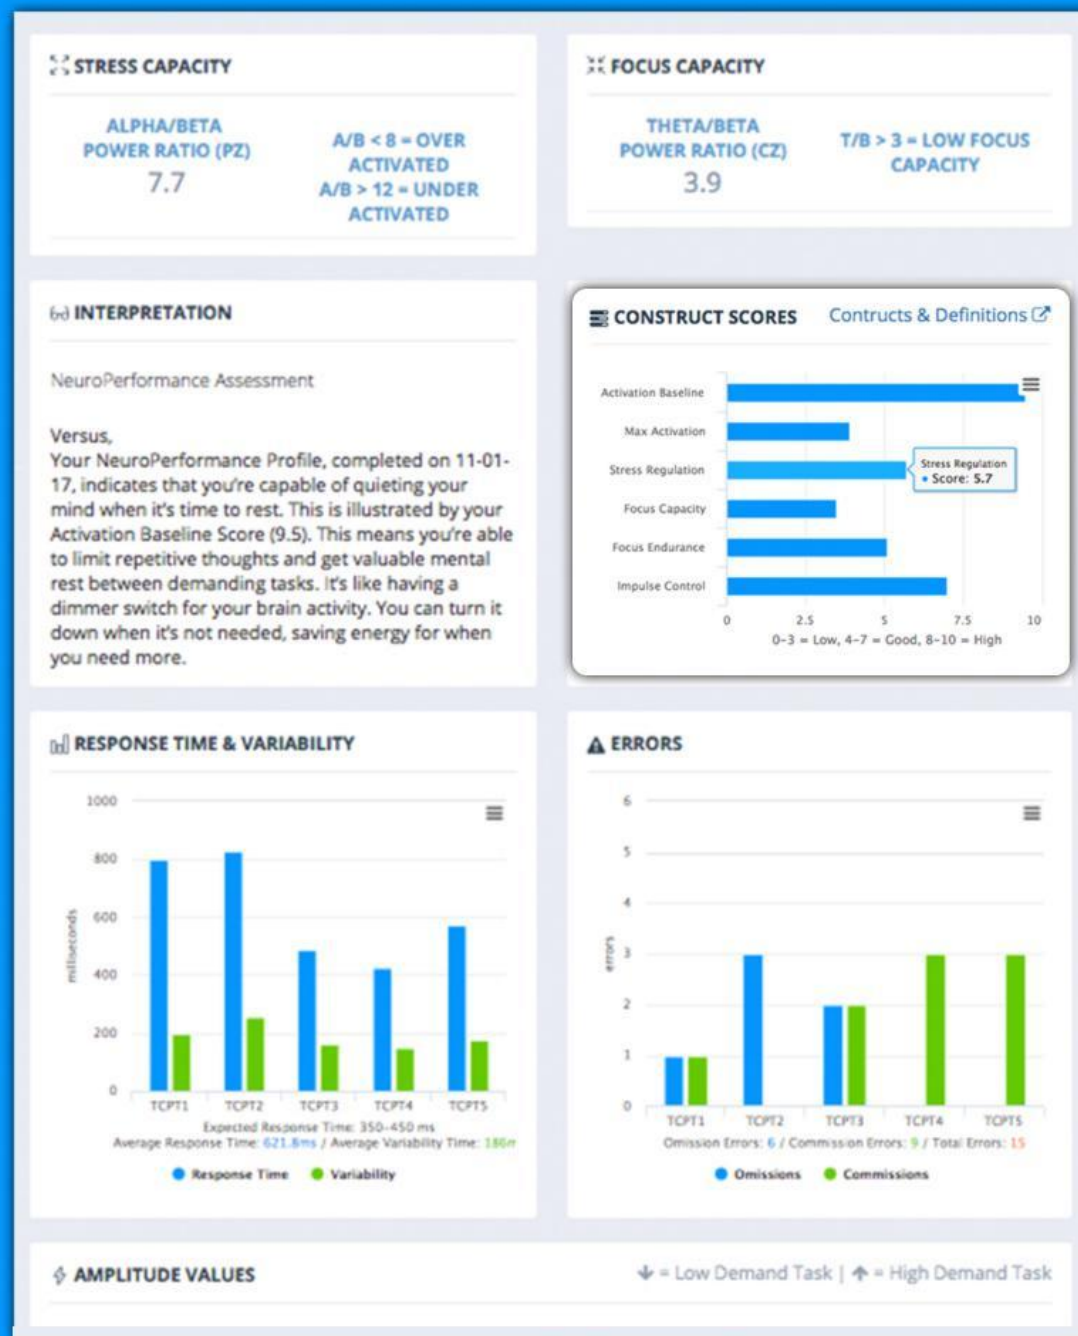 STRESS CAPACITY
ALPHA/BETA
POWER RATIO (PZ)
7.7
A/B < 8 = OVER
ACTIVATED
A/B > 12 = UNDER
ACTIVATED
FOCUS CAPACITY
THETA/BETA
POWER RATIO (CZ)
3.9
T/B > 3 = LOW FOCUS
CAPACITY
INTERPRETATION
NeuroPerformance Assessment
Versus,
Your NeuroPerformance Profile, completed on 11-01-
17, indicates that you're capable of quieting your
mind when it's time to rest. This is illustrated by your
Activation Baseline Score (9.5). This means you're able
to limit repetitive thoughts and get valuable mental
rest between demanding tasks. It's like having a
dimmer switch for your brain activity. You can turn it
down when it's not needed, saving energy for when
you need more.
CONSTRUCT SCORES
Contructs & Definitions
Activation Baseline
Max Activation
Stress Regulation
Focus Capacity
Focus Endurance
Impulse Control
Stress Regulation
• Score: 5.7
0 2.5 5 7.5 10
0-3 = Low, 4-7 = Good, 8-10 = High
RESPONSE TIME & VARIABILITY
1000
800
600
400
200
0
milliseconds
TCPT1 TCPT2 TCPT3 TCPT4 TCPT5
Expected Response Time: 350-450 ms
Average Response Time: 621.8ms / Average Variability Time: 186m
Response Time Variability
ERRORS
6
5
4
3
2
1
0
errors
TCPT1 TCPT2 TCPT3 TCPT4 TCPT5
Omission Errors: 6 / Commission Errors: 9 / Total Errors: 15
Omissions Commissions
AMPLITUDE VALUES
↓ = Low Demand Task | ↑ = High Demand Task